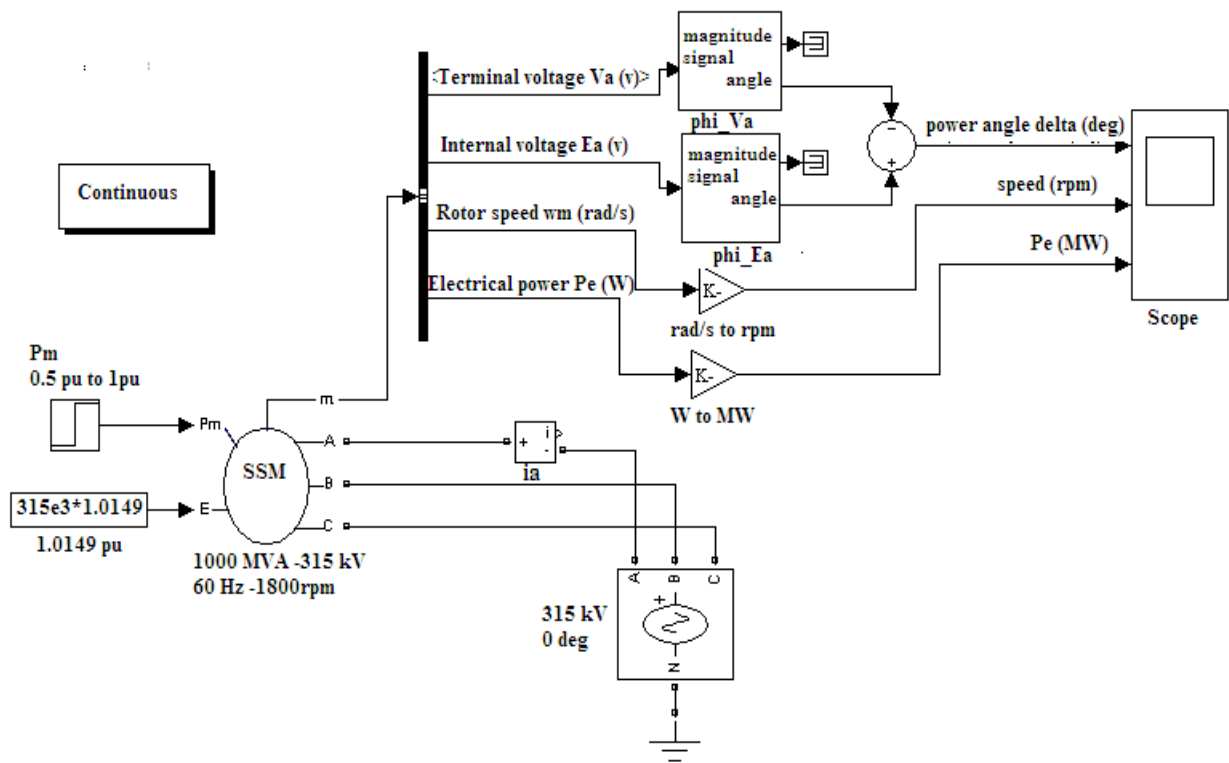 magnitude
signal
angle
phi_Va
<Terminal voltage Va (v)>
Internal voltage Ea (v)
magnitude
signal
angle
phi_Ea
−
+
power angle delta (deg)
speed (rpm)
Pe (MW)
Scope
Continuous
Rotor speed wm (rad/s)
K-
rad/s to rpm
Electrical power Pe (W)
K-
W to MW
Pm
0.5 pu to 1pu
m
Pm
SSM
A
B
C
E
+
i
-
ia
315e3*1.0149
1.0149 pu
1000 MVA -315 kV
60 Hz -1800rpm
315 kV
0 deg
A
B
C
+
N